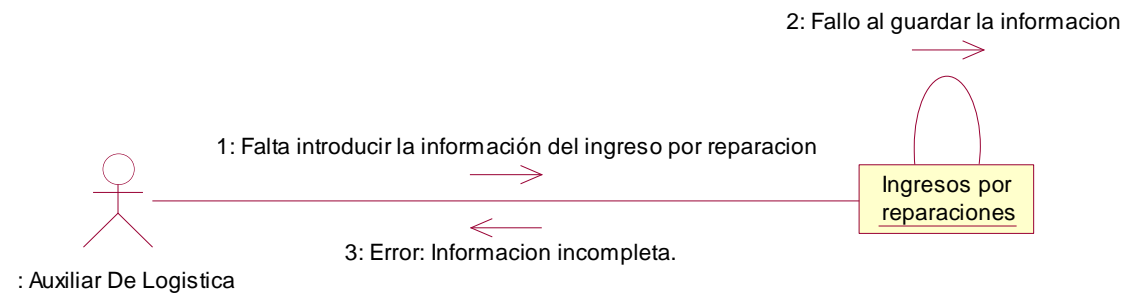 2: Fallo al guardar la informacion
1: Falta introducir la información del ingreso por reparacion
Ingresos por
reparaciones
3: Error: Informacion incompleta.
: Auxiliar De Logistica